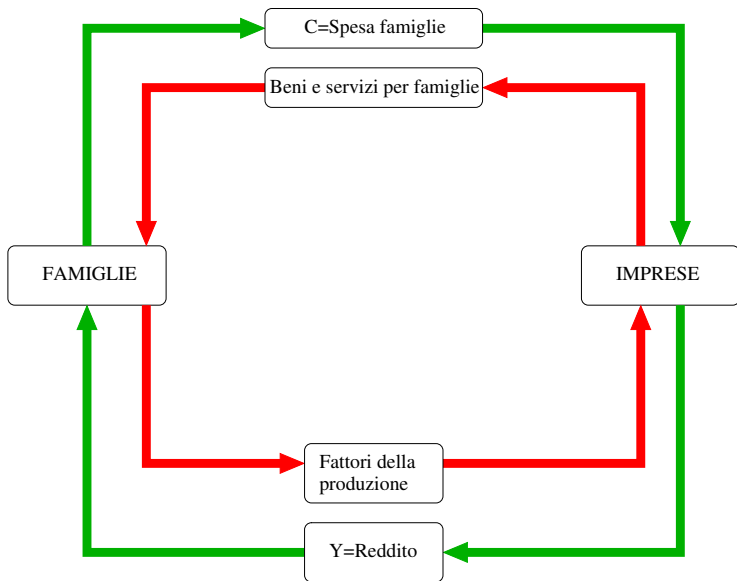 C=Spesa famiglie
Beni e servizi per famiglie
FAMIGLIE
IMPRESE
Fattori della
produzione
Y=Reddito